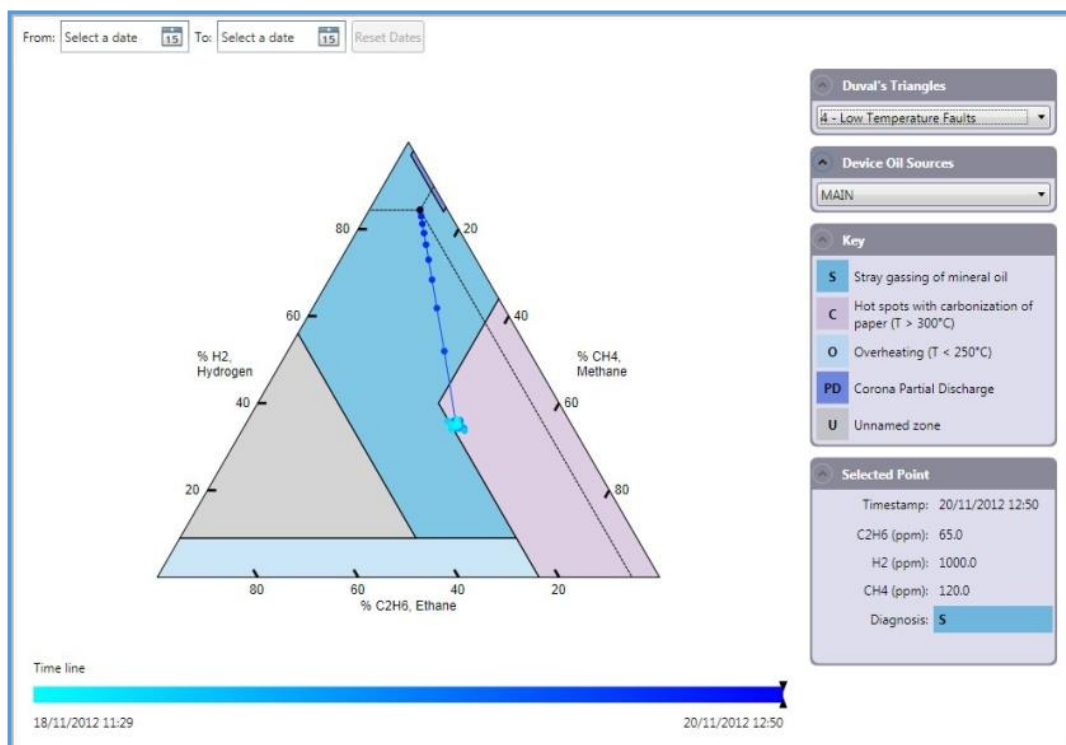 From: Select a date 15 To: Select a date 15 Reset Dates
Duval's Triangles
4 - Low Temperature Faults
Device Oil Sources
MAIN
Key
S Stray gassing of mineral oil
C Hot spots with carbonization of
paper (T > 300°C)
O Overheating (T < 250°C)
PD Corona Partial Discharge
U Unnamed zone
Selected Point
Timestamp: 20/11/2012 12:50
C2H6 (ppm): 65.0
H2 (ppm): 1000.0
CH4 (ppm): 120.0
Diagnosis: S
80 20
60 40
% H2,
Hydrogen
% CH4,
Methane
40 60
20 80
80 60 40 20
% C2H6, Ethane
Time line
18/11/2012 11:29 20/11/2012 12:50